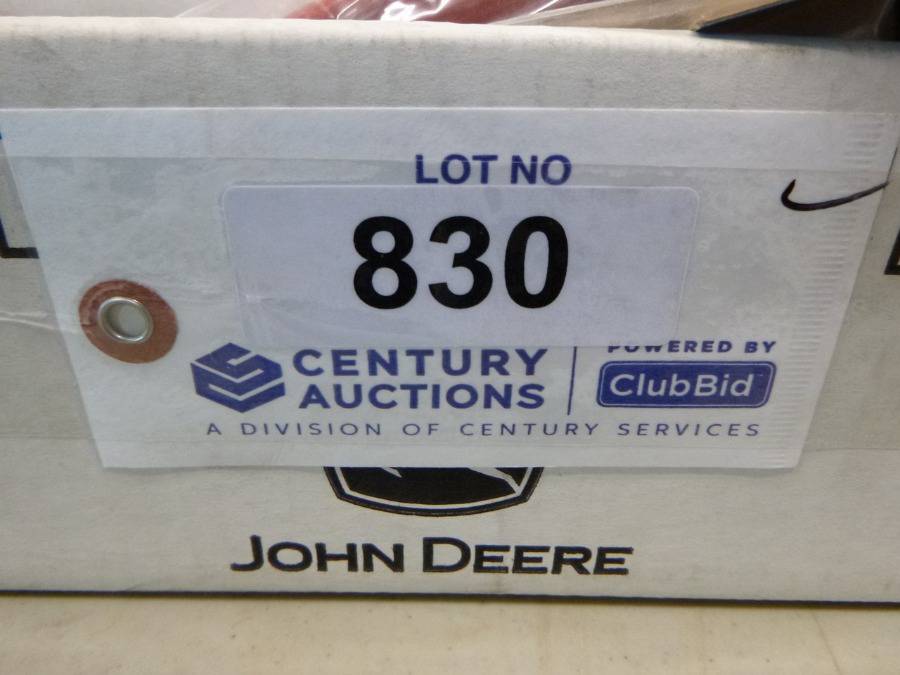 LOT NO
830
CENTURY AUCTIONS
POWERED BY
ClubBid
A DIVISION OF CENTURY SERVICES
JOHN DEERE